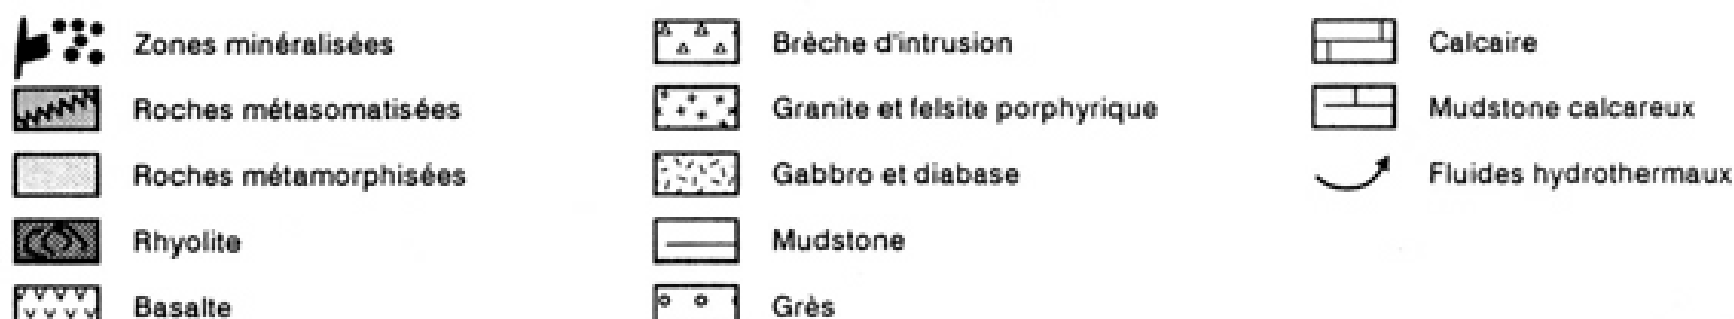 Zones minéralisées
Roches métasomatisées
Roches métamorphisées
Rhyolite
Basalte
Brèche d'intrusion
Granite et felsite porphyrique
Gabbro et diabase
Mudstone
Grès
Calcaire
Mudstone calcareux
Fluides hydrothermaux